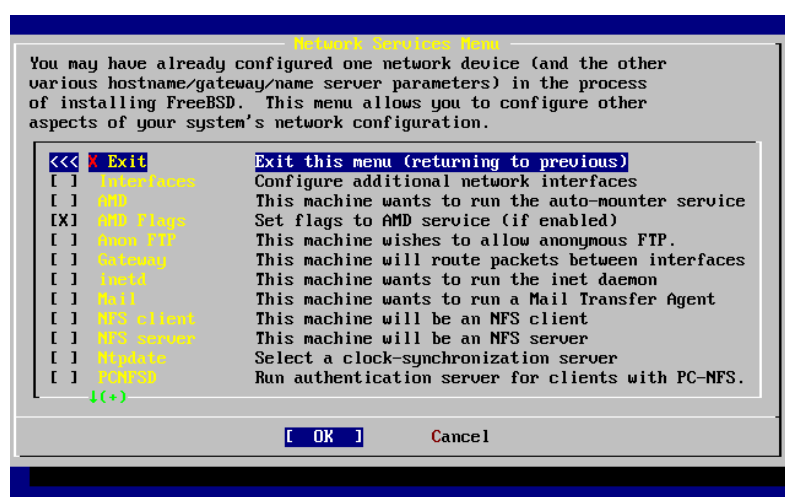 Network Services Menu
You may have already configured one network device (and the other
various hostname/gateway/name server parameters) in the process
of installing FreeBSD.  This menu allows you to configure other
aspects of your system's network configuration.
<<< X Exit Exit this menu (returning to previous)
[ ] Interfaces Configure additional network interfaces
[ ] AMD This machine wants to run the auto-mounter service
[X] AMD Flags Set flags to AMD service (if enabled)
[ ] Anon FTP This machine wishes to allow anonymous FTP.
[ ] Gateway This machine will route packets between interfaces
[ ] inetd This machine wants to run the inet daemon
[ ] Mail This machine wants to run a Mail Transfer Agent
[ ] NFS client This machine will be an NFS client
[ ] NFS server This machine will be an NFS server
[ ] Ntpdate Select a clock-synchronization server
[ ] PCNFSD Run authentication server for clients with PC-NFS.
↓(+)
[ OK ] Cancel